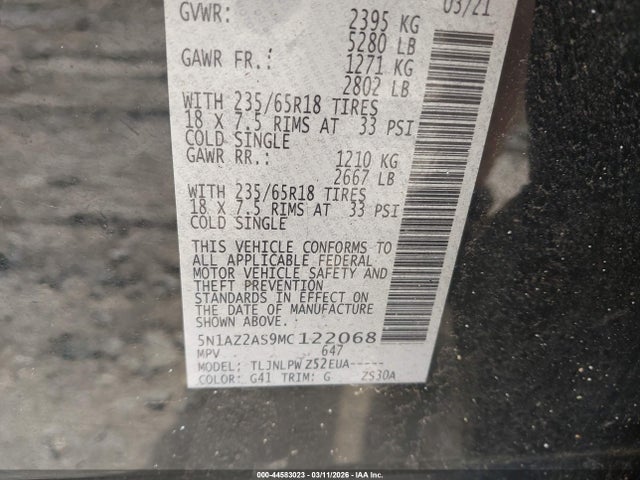 03/21
GVWR: 2395 KG
5280 LB
GAWR FR.: 1271 KG
2802 LB
WITH 235/65R18 TIRES
18 X 7.5 RIMS AT 33 PSI
COLD SINGLE
GAWR RR.: 1210 KG
2667 LB
WITH 235/65R18 TIRES
18 X 7.5 RIMS AT 33 PSI
COLD SINGLE
THIS VEHICLE CONFORMS TO
ALL APPLICABLE FEDERAL
MOTOR VEHICLE SAFETY AND
THEFT PREVENTION
STANDARDS IN EFFECT ON
THE DATE OF MANUFACTURE
SHOWN ABOVE.
5N1AZ2AS9MC122068
MPV 647
MODEL: TLJNLPW Z52EUA-----
COLOR: G41 TRIM: G ZS30A
000-44583023 - 03/11/2026 - IAA Inc.